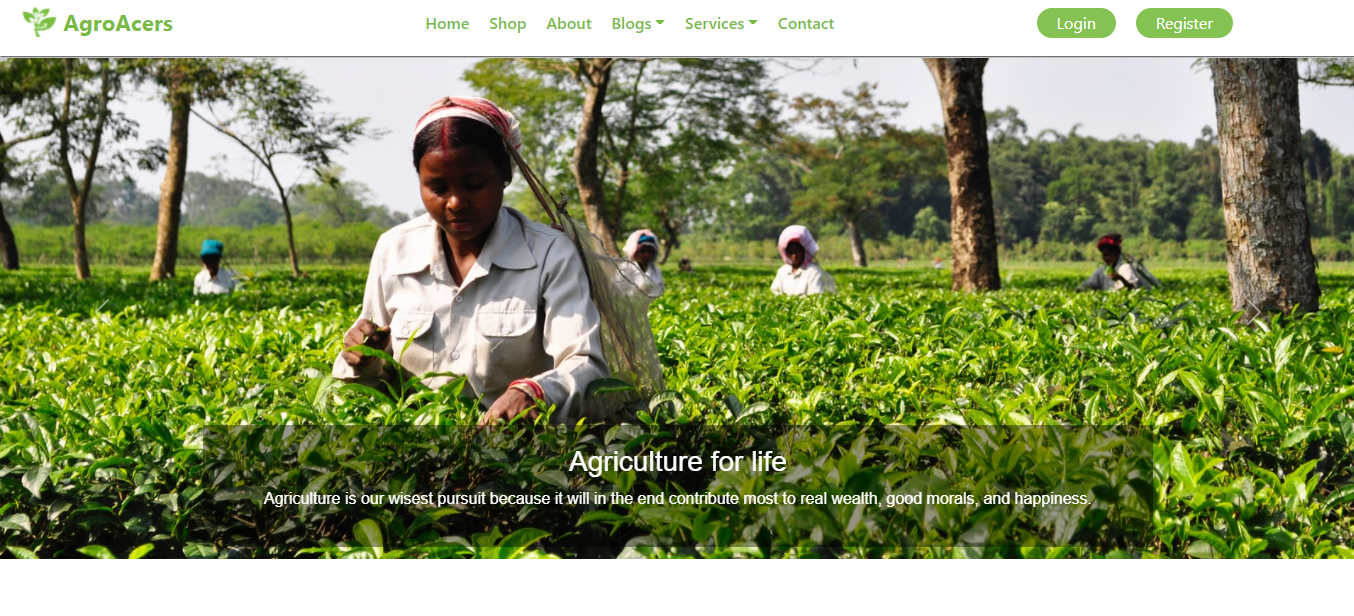 AgroAcers
Home Shop About Blogs Services Contact
Login Register
Agriculture for life
Agriculture is our wisest pursuit because it will in the end contribute most to real wealth, good morals, and happiness.